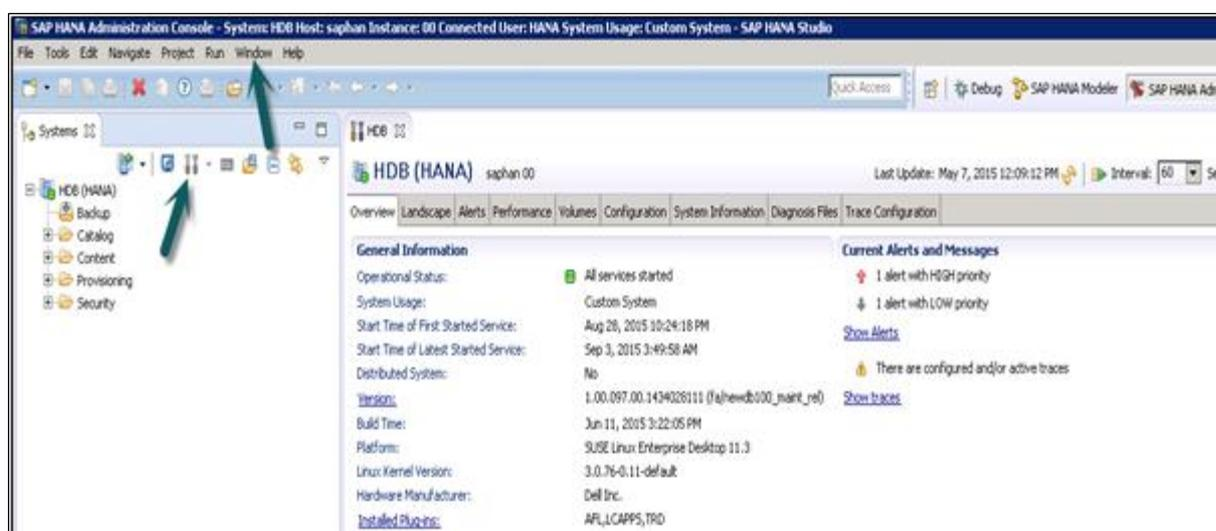 SAP HANA Administration Console - System: HDB Host: saphan Instance: 00 Connected User: HANA System Usage: Custom System - SAP HANA Studio
File Tools Edit Navigate Project Run Window Help
Quick Access Debug SAP HANA Modeler SAP HANA Adm
Systems
HDB
HDB (HANA) saphan 00
Last Update: May 7, 2015 12:09:12 PM Interval: 60 Se
HDB (HANA)
Backup
Catalog
Content
Provisioning
Security
Overview Landscape Alerts Performance Volumes Configuration System Information Diagnosis Files Trace Configuration
General Information
Operational Status: All services started
System Usage: Custom System
Start Time of First Started Service: Aug 28, 2015 10:24:18 PM
Start Time of Latest Started Service: Sep 3, 2015 3:49:58 AM
Distributed System: No
Version: 1.00.097.00.1434028111 (fa/newdb100_maint_rel)
Build Time: Jun 11, 2015 3:22:05 PM
Platform: SUSE Linux Enterprise Desktop 11.3
Linux Kernel Version: 3.0.76-0.11-default
Hardware Manufacturer: Dell Inc.
Installed Plug-ins: AFL,LCAPPS,TRD
Current Alerts and Messages
1 alert with HIGH priority
1 alert with LOW priority
Show Alerts
There are configured and/or active traces
Show traces